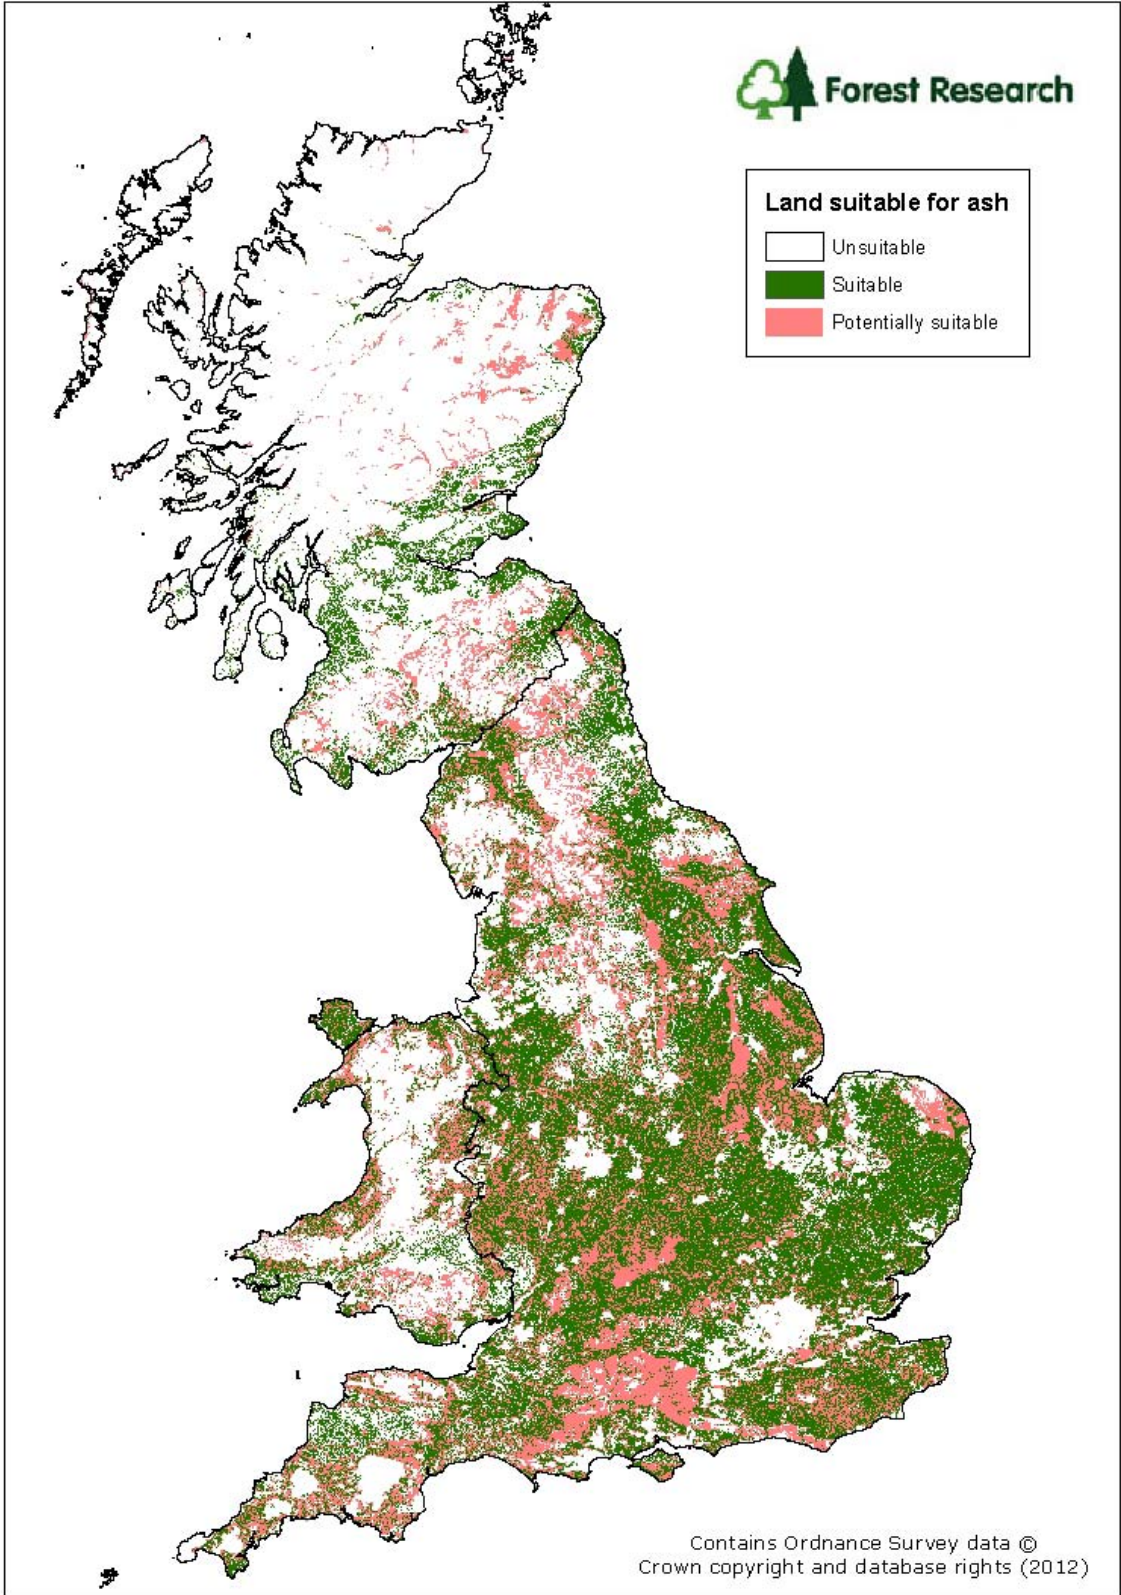 Forest Research
Land suitable for ash
Unsuitable
Suitable
Potentially suitable
Contains Ordnance Survey data ©
Crown copyright and database rights (2012)